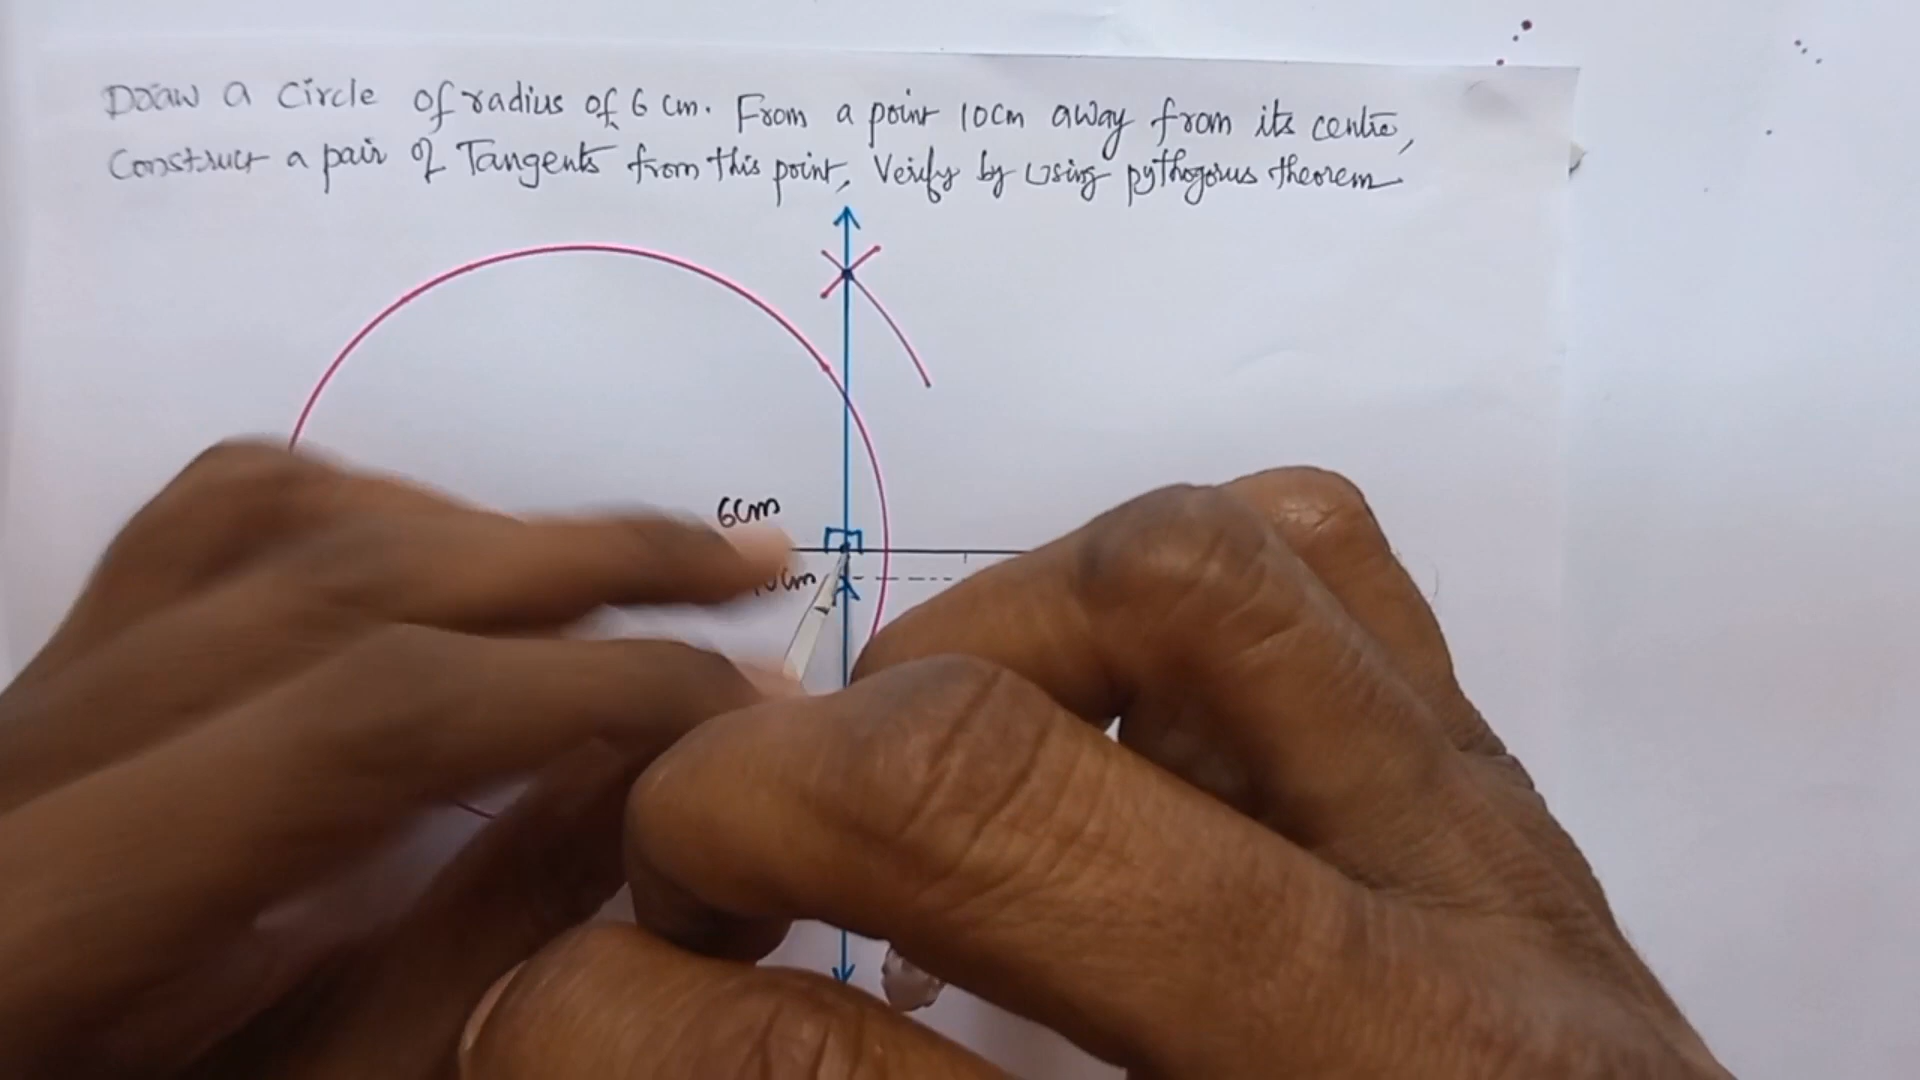 Draw a Circle of radius of 6 cm. From a point 10cm away from its centre,
Construct a pair of Tangents from this point, Verify by Using pythogorus theorem
6cm
10cm
A